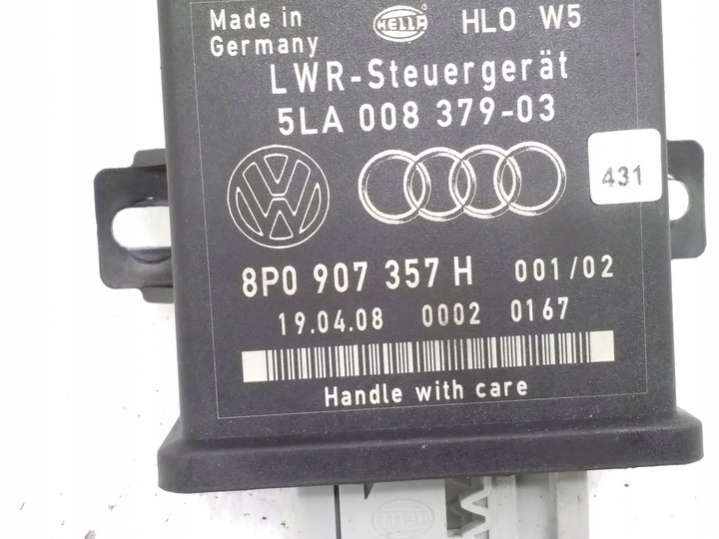 Made in
Germany
HELLA
HLO W5
LWR-Steuergerät
5LA 008 379-03
431
8P0 907 357 H 001/02
19.04.08 0002 0167
Handle with care
HELLA